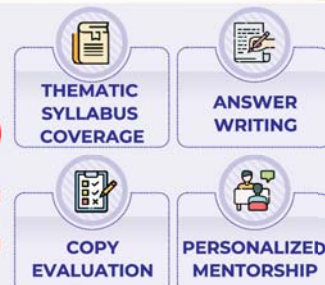 THEMATIC
SYLLABUS
COVERAGE
ANSWER
WRITING
COPY
EVALUATION
PERSONALIZED
MENTORSHIP